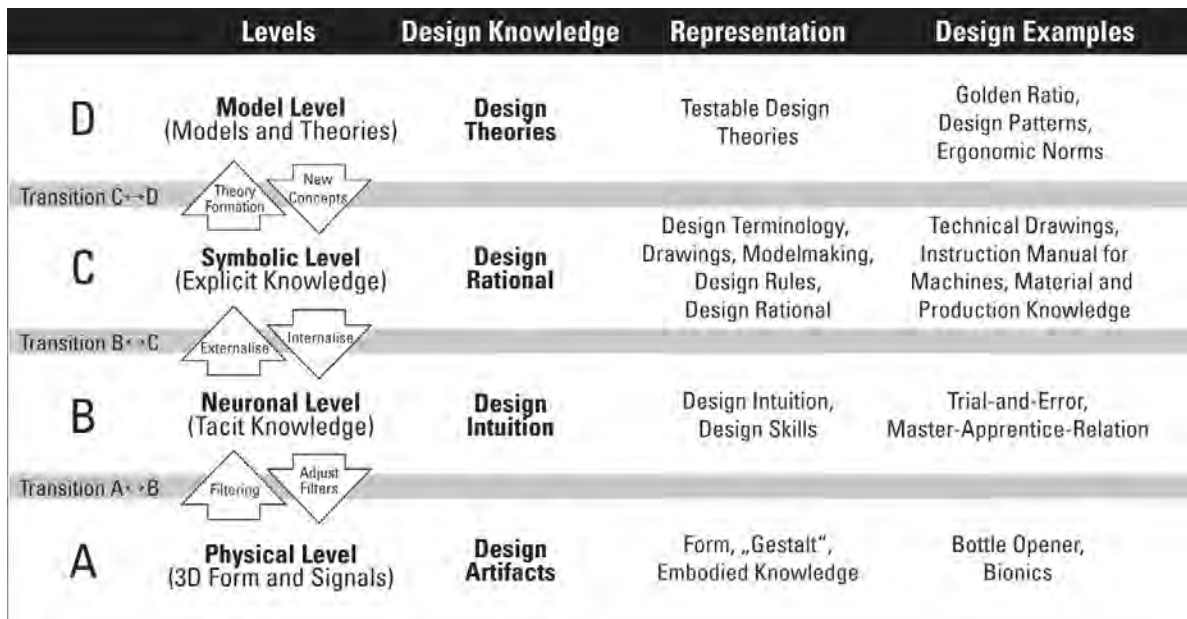 Levels Design Knowledge Representation Design Examples
D
Model Level
(Models and Theories)
Design
Theories
Testable Design
Theories
Golden Ratio,
Design Patterns,
Ergonomic Norms
Transition C↔D
Theory
Formation
New
Concepts
C
Symbolic Level
(Explicit Knowledge)
Design
Rational
Design Terminology,
Drawings, Modelmaking,
Design Rules,
Design Rational
Technical Drawings,
Instruction Manual for
Machines, Material and
Production Knowledge
Transition B↔C
Externalise
Internalise
B
Neuronal Level
(Tacit Knowledge)
Design
Intuition
Design Intuition,
Design Skills
Trial-and-Error,
Master-Apprentice-Relation
Transition A↔B
Filtering
Adjust
Filters
A
Physical Level
(3D Form and Signals)
Design
Artifacts
Form, „Gestalt“,
Embodied Knowledge
Bottle Opener,
Bionics